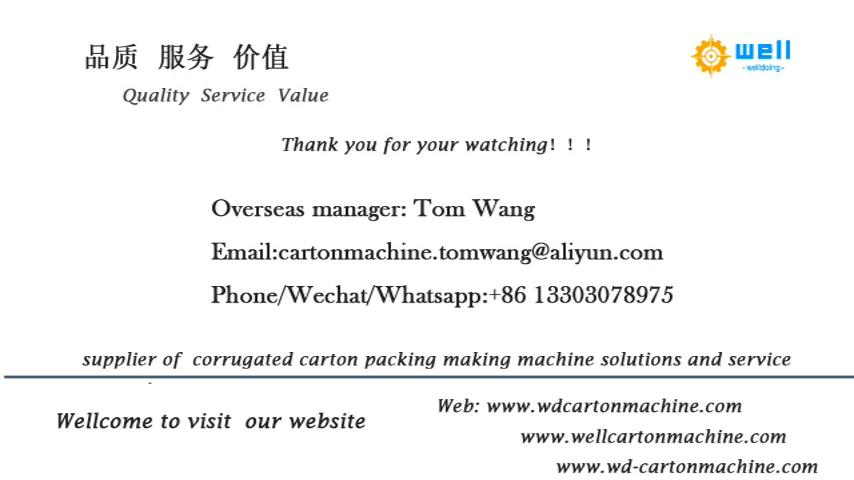 品质 服务 价值
well
Quality Service Value
-welldoing-
Thank you for your watching！！！
Overseas manager: Tom Wang
Email:cartonmachine.tomwang@aliyun.com
Phone/Wechat/Whatsapp:+86 13303078975
supplier of corrugated carton packing making machine solutions and service
Wellcome to visit our website
Web: www.wdcartonmachine.com
www.wellcartonmachine.com
www.wd-cartonmachine.com